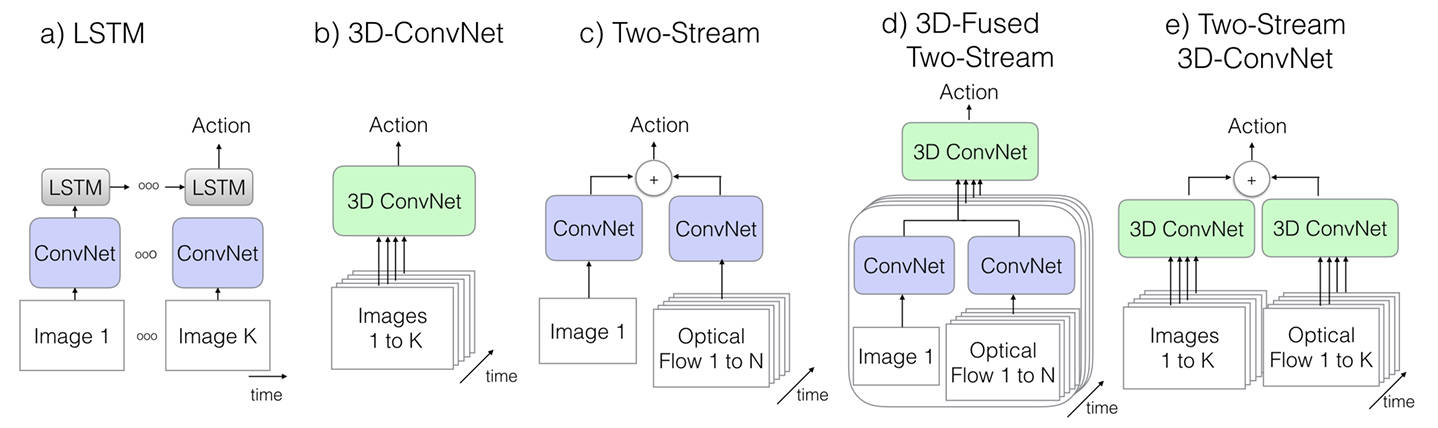 a) LSTM
Action
LSTM ooo LSTM
ConvNet ooo ConvNet
Image 1 ooo Image K
time
b) 3D-ConvNet
Action
3D ConvNet
Images
1 to K
time
c) Two-Stream
Action
+
ConvNet ConvNet
Image 1
Optical
Flow 1 to N
time
d) 3D-Fused
Two-Stream
Action
3D ConvNet
ConvNet ConvNet
Image 1
Optical
Flow 1 to N
time
e) Two-Stream
3D-ConvNet
Action
+
3D ConvNet 3D ConvNet
Images
1 to K
Optical
Flow 1 to K
time